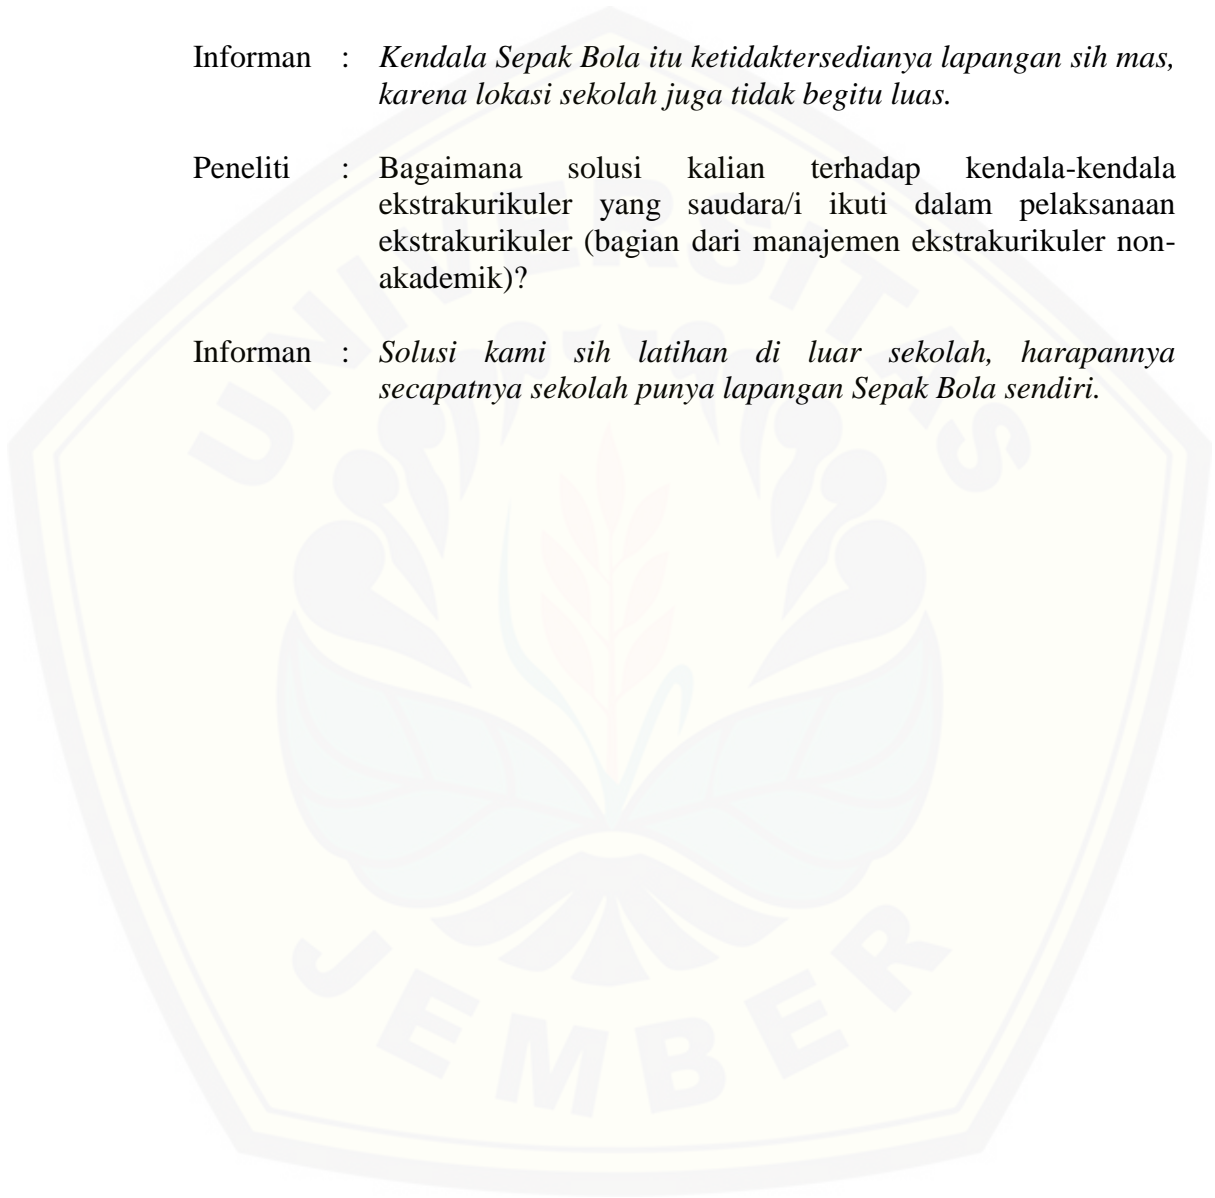 Informan : Kendala Sepak Bola itu ketidaktersedianya lapangan sih mas,
karena lokasi sekolah juga tidak begitu luas.
Peneliti : Bagaimana solusi kalian terhadap kendala-kendala
ekstrakurikuler yang saudara/i ikuti dalam pelaksanaan
ekstrakurikuler (bagian dari manajemen ekstrakurikuler non-
akademik)?
Informan : Solusi kami sih latihan di luar sekolah, harapannya
secapatnya sekolah punya lapangan Sepak Bola sendiri.
UNIVERSITAS
JEMBER